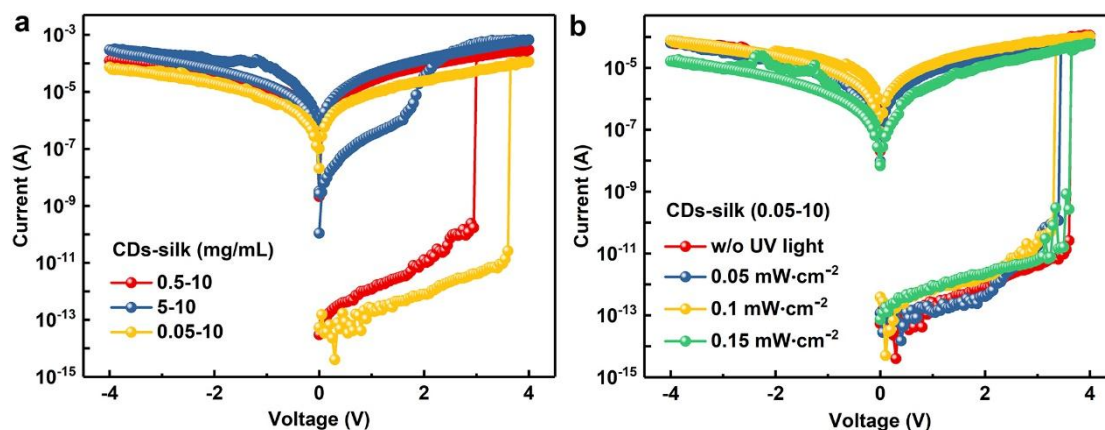 a
10⁻³
10⁻⁵
10⁻⁷
10⁻⁹
10⁻¹¹
10⁻¹³
10⁻¹⁵
Current (A)
CDs-silk (mg/mL)
0.5-10
5-10
0.05-10
-4
-2
0
2
4
Voltage (V)
b
10⁻³
10⁻⁵
10⁻⁷
10⁻⁹
10⁻¹¹
10⁻¹³
10⁻¹⁵
Current (A)
CDs-silk (0.05-10)
w/o UV light
0.05 mW·cm⁻²
0.1 mW·cm⁻²
0.15 mW·cm⁻²
-4
-2
0
2
4
Voltage (V)